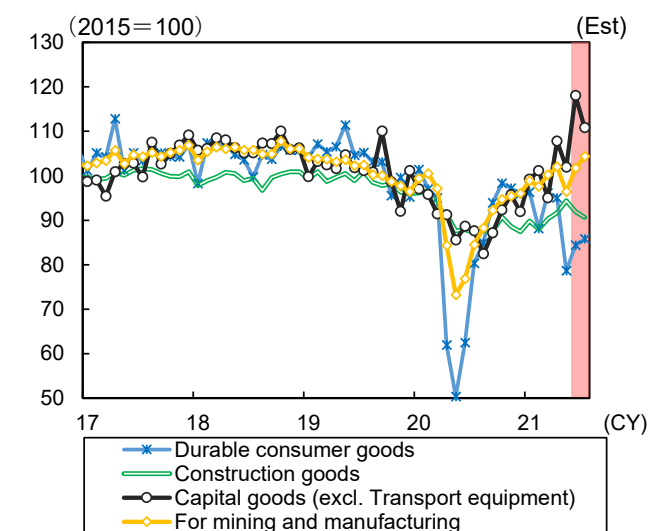 （2015＝100）
(Est)
130
120
110
100
90
80
70
60
50
17 18 19 20 21 (CY)
Durable consumer goods
Construction goods
Capital goods (excl. Transport equipment)
For mining and manufacturing